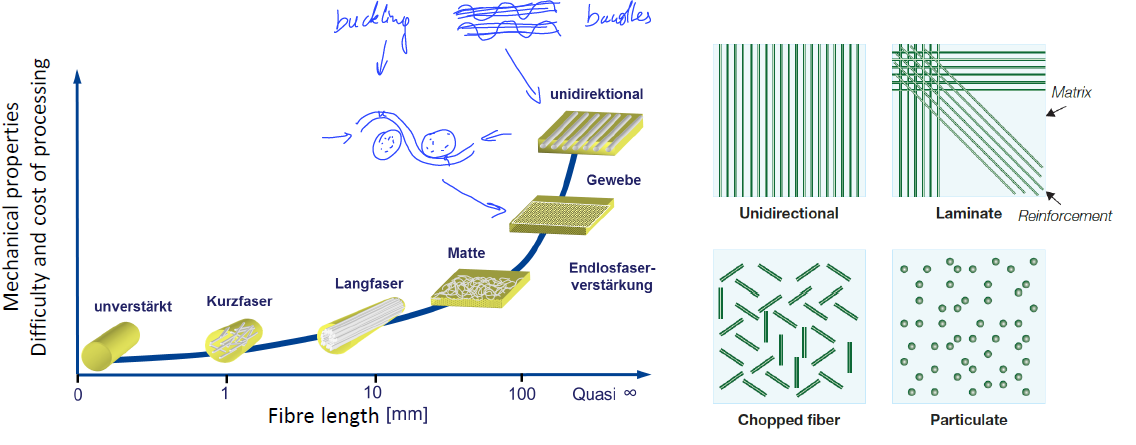 buckling
bundles
Mechanical properties
Difficulty and cost of processing
unidirektional
Gewebe
Endlosfaser-
verstärkung
Matte
Langfaser
Kurzfaser
unverstärkt
0
1
10
100
Quasi ∞
Fibre length [mm]
Unidirectional
Laminate
Matrix
Reinforcement
Chopped fiber
Particulate